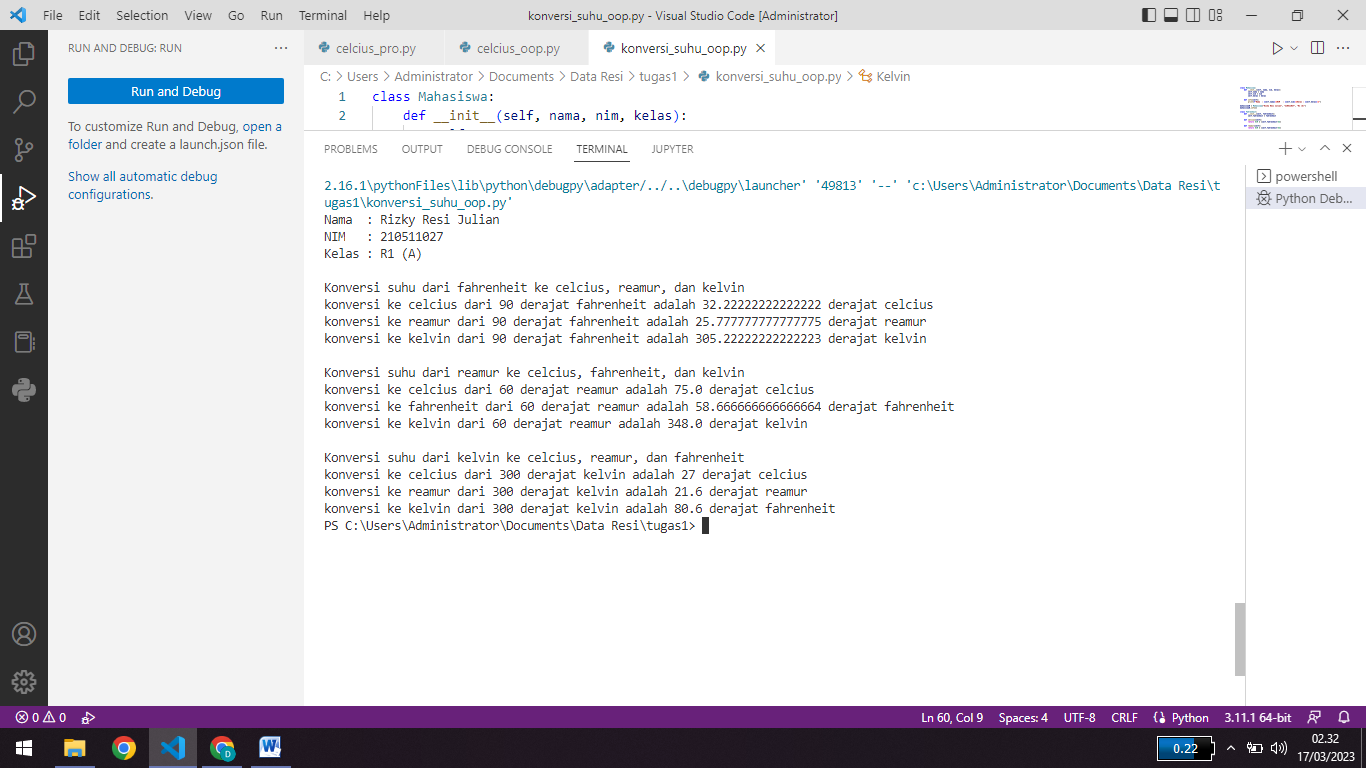 File Edit Selection View Go Run Terminal Help
konversi_suhu_oop.py - Visual Studio Code [Administrator]
RUN AND DEBUG: RUN
Run and Debug
To customize Run and Debug, open a
folder and create a launch.json file.
Show all automatic debug
configurations.
celcius_pro.py celcius_oop.py konversi_suhu_oop.py
C: > Users > Administrator > Documents > Data Resi > tugas1 > konversi_suhu_oop.py > Kelvin
1 class Mahasiswa:
2 def __init__(self, nama, nim, kelas):
PROBLEMS OUTPUT DEBUG CONSOLE TERMINAL JUPYTER
2.16.1\pythonFiles\lib\python\debugpy\adapter/../..\debugpy\launcher' '49813' '--' 'c:\Users\Administrator\Documents\Data Resi\t
ugas1\konversi_suhu_oop.py'
Nama : Rizky Resi Julian
NIM : 210511027
Kelas : R1 (A)
Konversi suhu dari fahrenheit ke celcius, reamur, dan kelvin
konversi ke celcius dari 90 derajat fahrenheit adalah 32.22222222222222 derajat celcius
konversi ke reamur dari 90 derajat fahrenheit adalah 25.777777777777775 derajat reamur
konversi ke kelvin dari 90 derajat fahrenheit adalah 305.22222222222223 derajat kelvin
Konversi suhu dari reamur ke celcius, fahrenheit, dan kelvin
konversi ke celcius dari 60 derajat reamur adalah 75.0 derajat celcius
konversi ke fahrenheit dari 60 derajat reamur adalah 58.666666666666664 derajat fahrenheit
konversi ke kelvin dari 60 derajat reamur adalah 348.0 derajat kelvin
Konversi suhu dari kelvin ke celcius, reamur, dan fahrenheit
konversi ke celcius dari 300 derajat kelvin adalah 27 derajat celcius
konversi ke reamur dari 300 derajat kelvin adalah 21.6 derajat reamur
konversi ke kelvin dari 300 derajat kelvin adalah 80.6 derajat fahrenheit
PS C:\Users\Administrator\Documents\Data Resi\tugas1>
powershell
Python Deb...
0 0
Ln 60, Col 9 Spaces: 4 UTF-8 CRLF Python 3.11.1 64-bit
0.22
02.32
17/03/2023